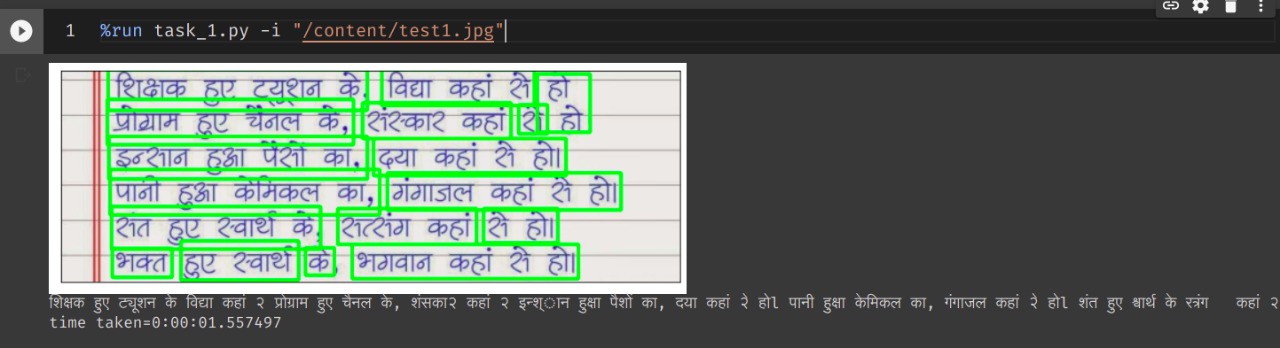 1 %run task_1.py -i "/content/test1.jpg"
शिक्षक हुए ट्यूशन के, विद्या कहां से हो
प्रोग्राम हुए चैनल के, संस्कार कहां से हो
इन्सान हुआ पैसों का, दया कहां से हो।
पानी हुआ केमिकल का, गंगाजल कहां से हो।
संत हुए स्वार्थ के, सत्संग कहां से हो।
भक्त हुए स्वार्थ के, भगवान कहां से हो।
शिक्षक हुए ट्यूशन के विद्या कहां २ प्रोग्राम हुए चैनल के, शंसका२ कहां २ इन्श्ान हुक्षा पैशों का, दया कहां २े होl पानी हुक्षा केमिकल का, गंगाजल कहां २े होl शंत हुए श्वार्थ के स्त्रंग कहां २
time taken=0:00:01.557497